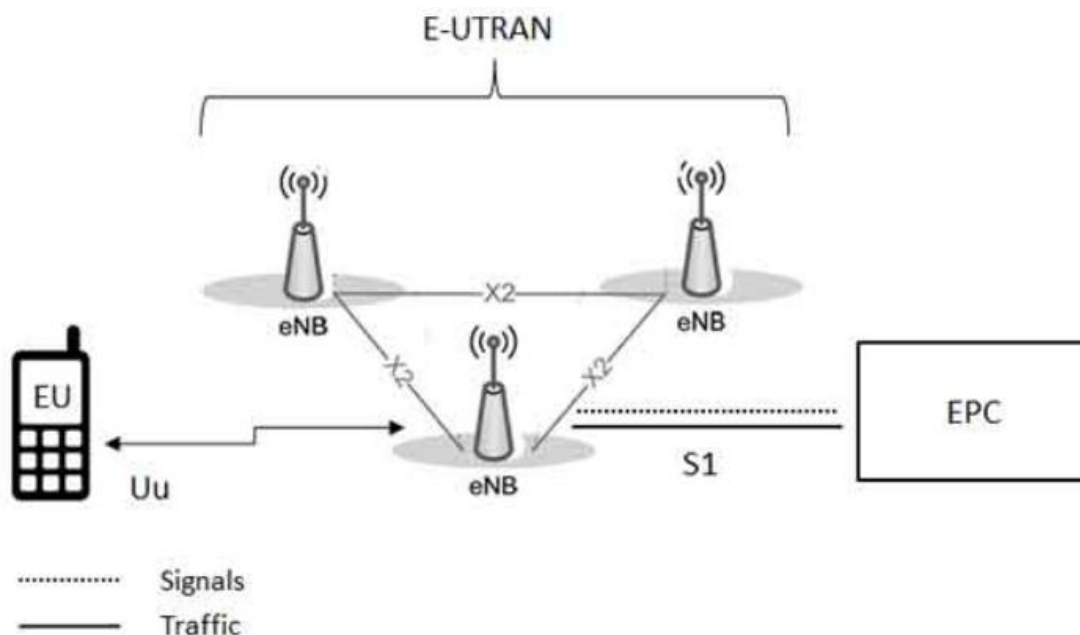 E-UTRAN
X2
eNB
eNB
X2
X2
EU
EPC
S1
Uu
eNB
Signals
Traffic